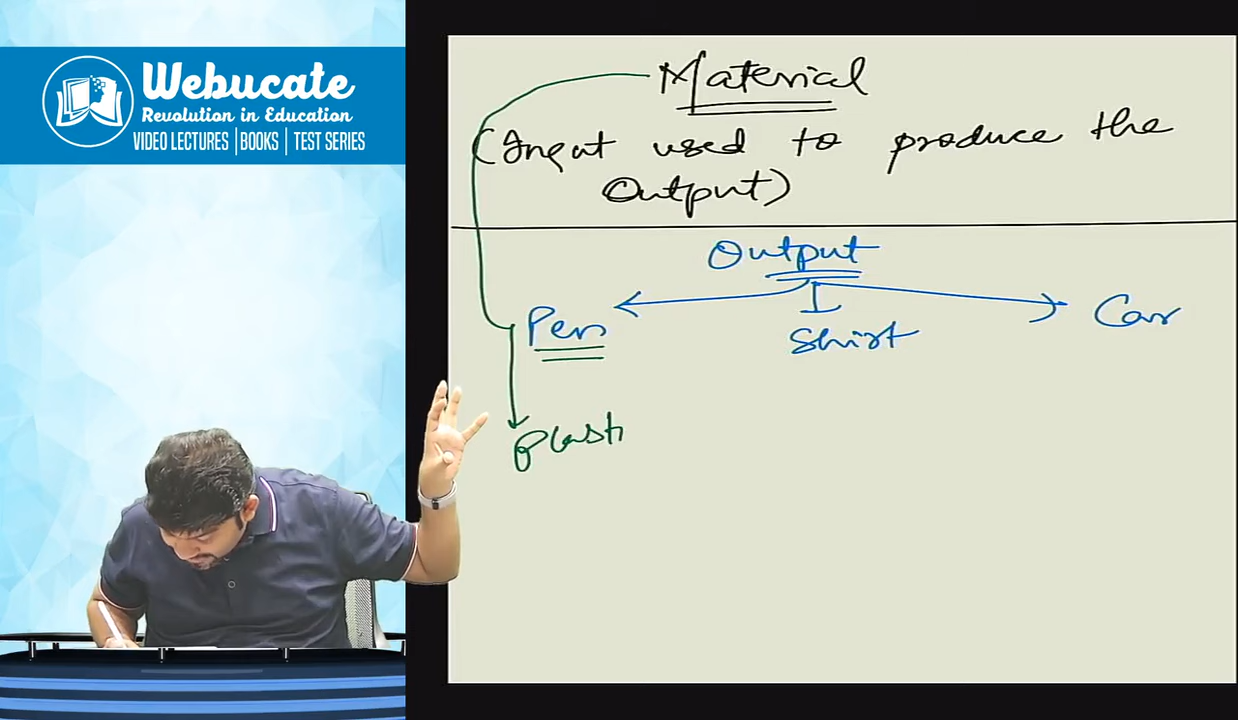 Webucate
Revolution in Education
VIDEO LECTURES | BOOKS | TEST SERIES
Material
(Input used to produce the
Output)
Output
Pen
Shirt
Car
plasti